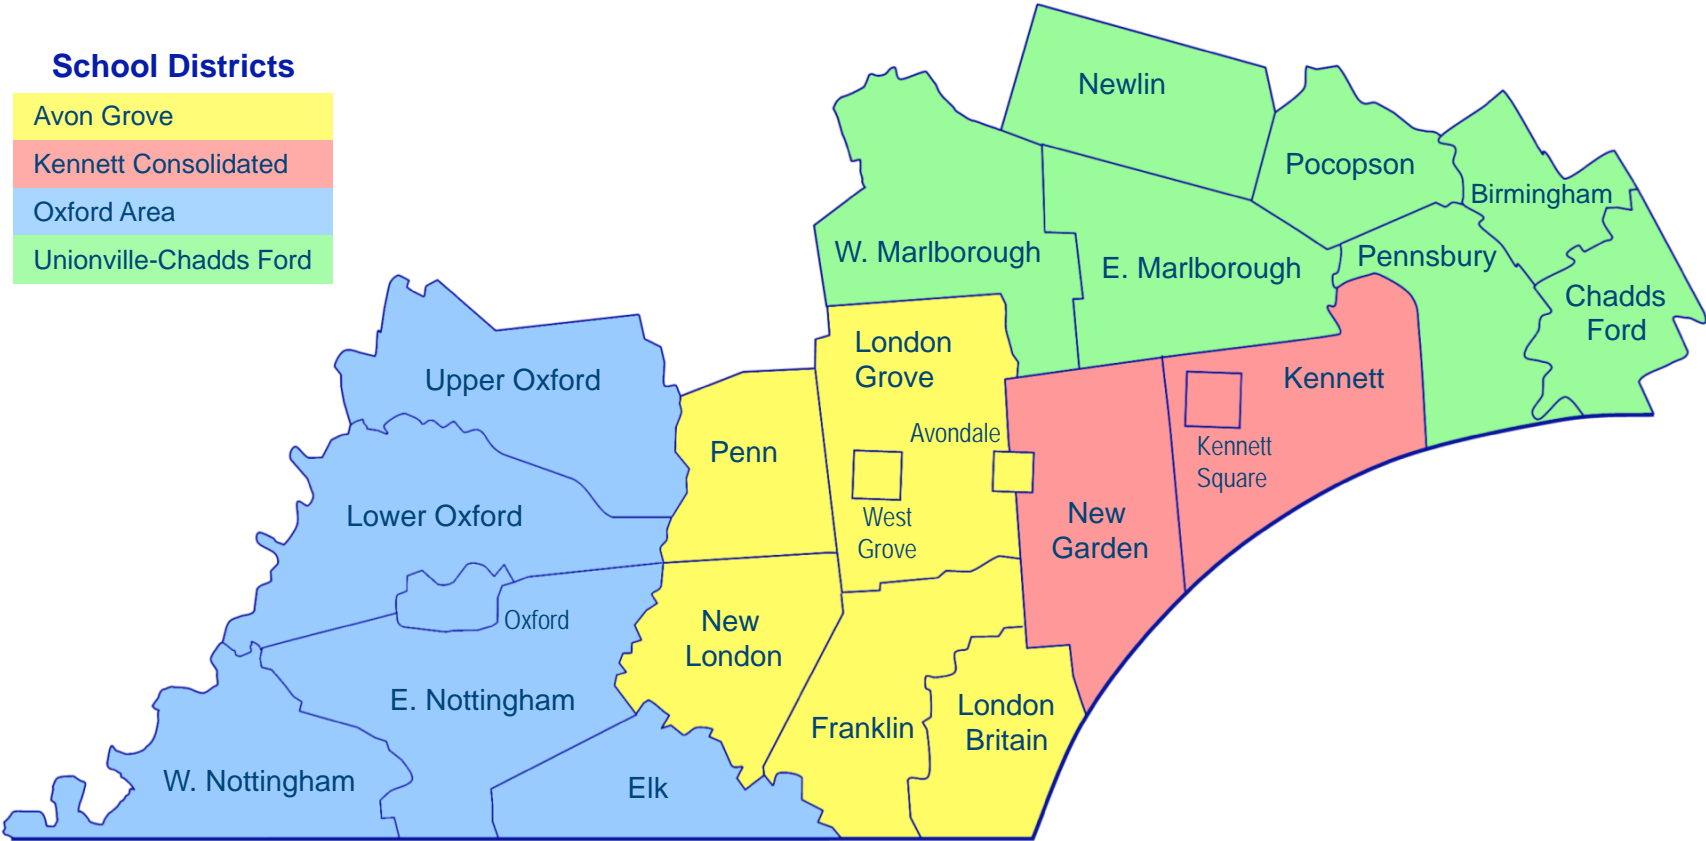 School Districts
Avon Grove
Kennett Consolidated
Oxford Area
Unionville-Chadds Ford
Newlin
Pocopson
Birmingham
W. Marlborough
E. Marlborough
Pennsbury
Chadds
Ford
London
Grove
Upper Oxford
Kennett
Penn
Avondale
Kennett
Square
Lower Oxford
West
Grove
New
Garden
Oxford
New
London
E. Nottingham
Franklin
London
Britain
W. Nottingham
Elk